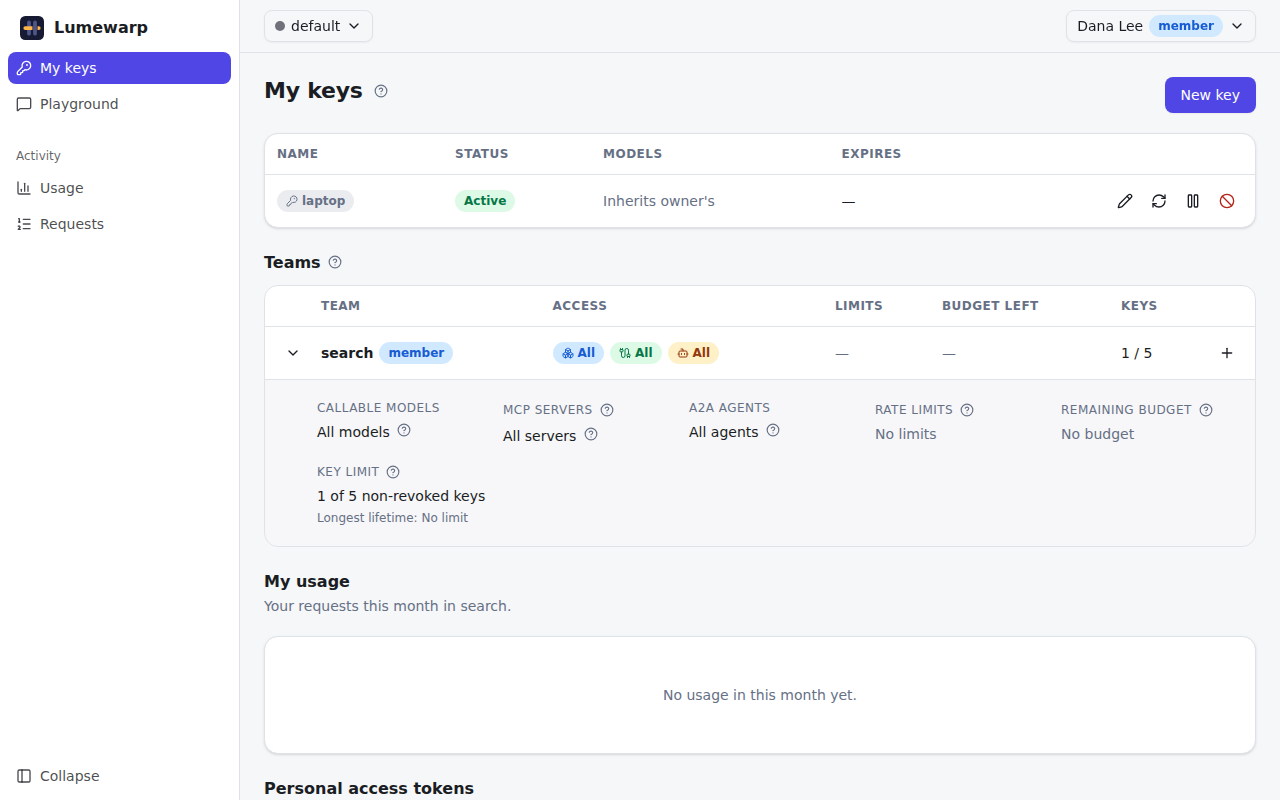 Lumewarp
default
Dana Lee member
My keys
Playground
Activity
Usage
Requests
Collapse
My keys
New key
NAME STATUS MODELS EXPIRES
laptop Active Inherits owner's —
Teams
TEAM ACCESS LIMITS BUDGET LEFT KEYS
search member All All All — — 1 / 5
CALLABLE MODELS MCP SERVERS A2A AGENTS RATE LIMITS REMAINING BUDGET
All models All servers All agents No limits No budget
KEY LIMIT
1 of 5 non-revoked keys
Longest lifetime: No limit
My usage
Your requests this month in search.
No usage in this month yet.
Personal access tokens